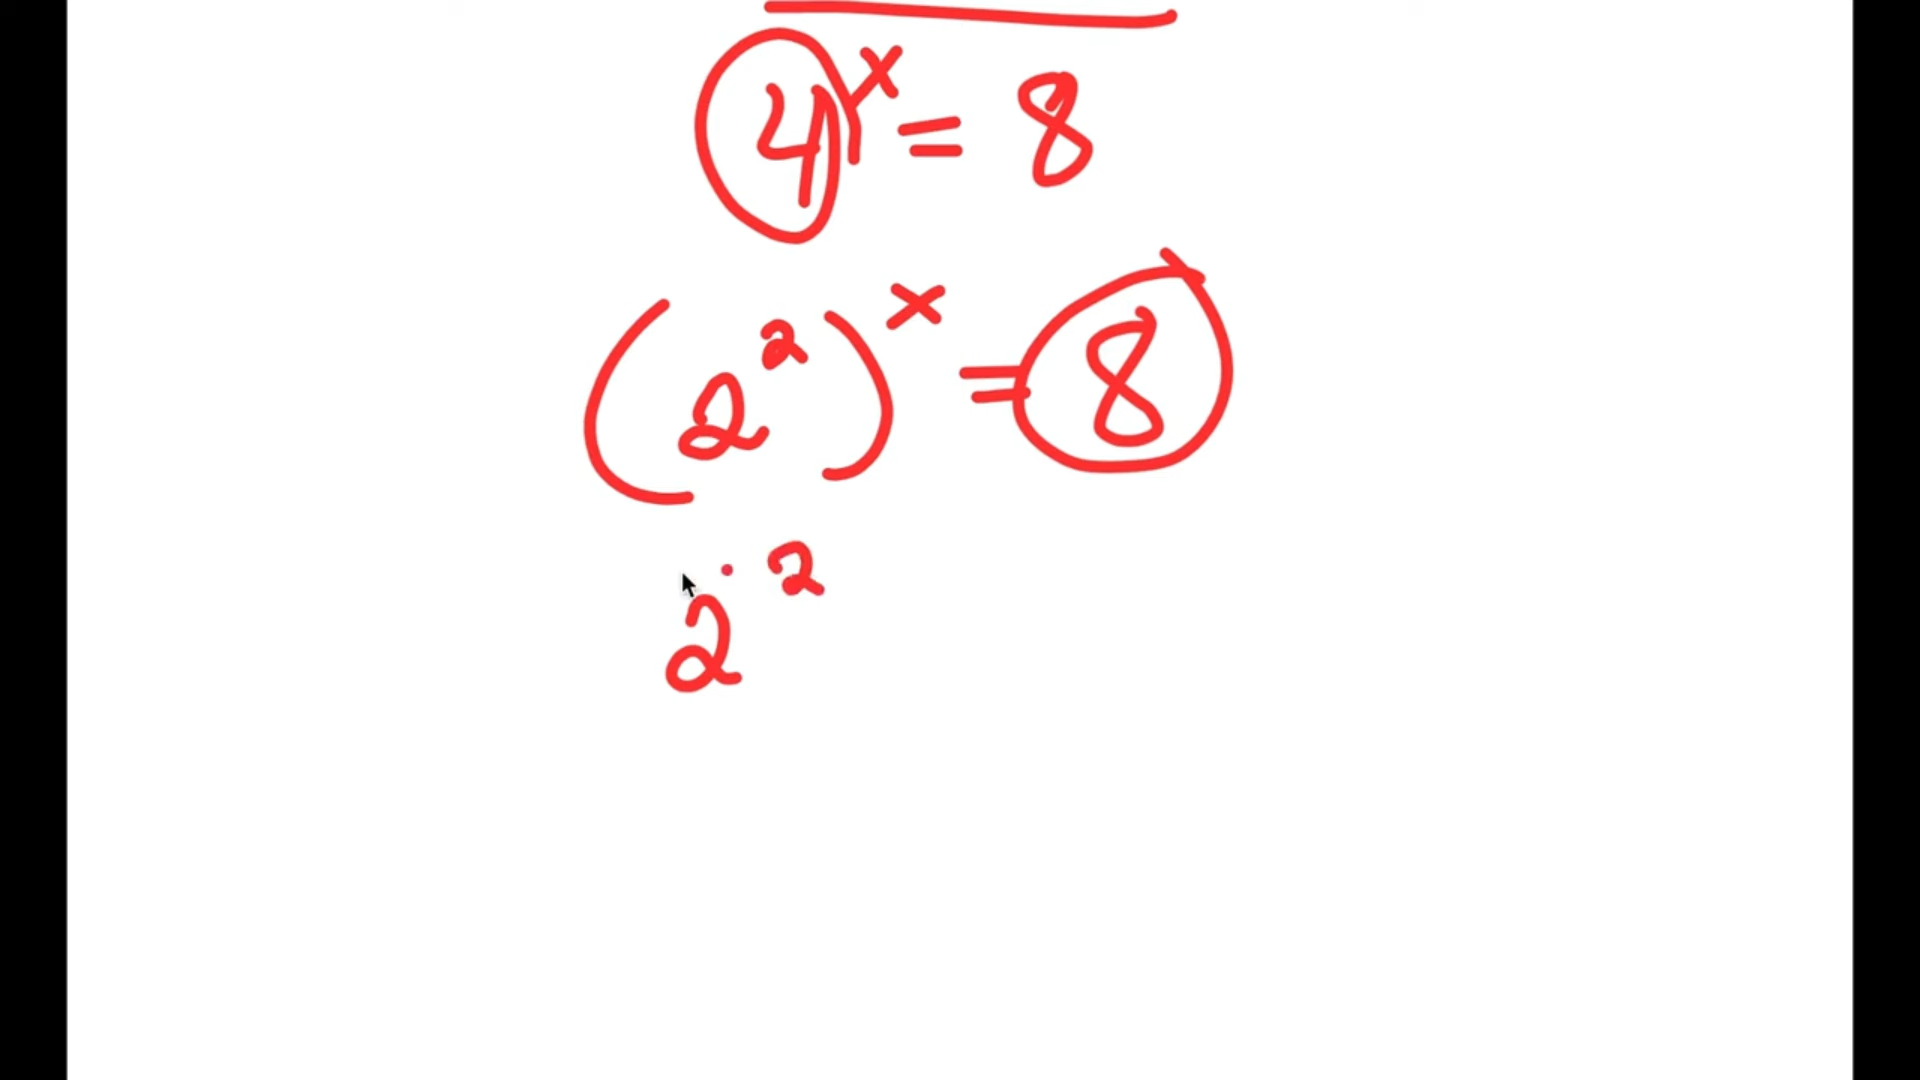 4^x = 8
(2^2)^x = 8
2^2